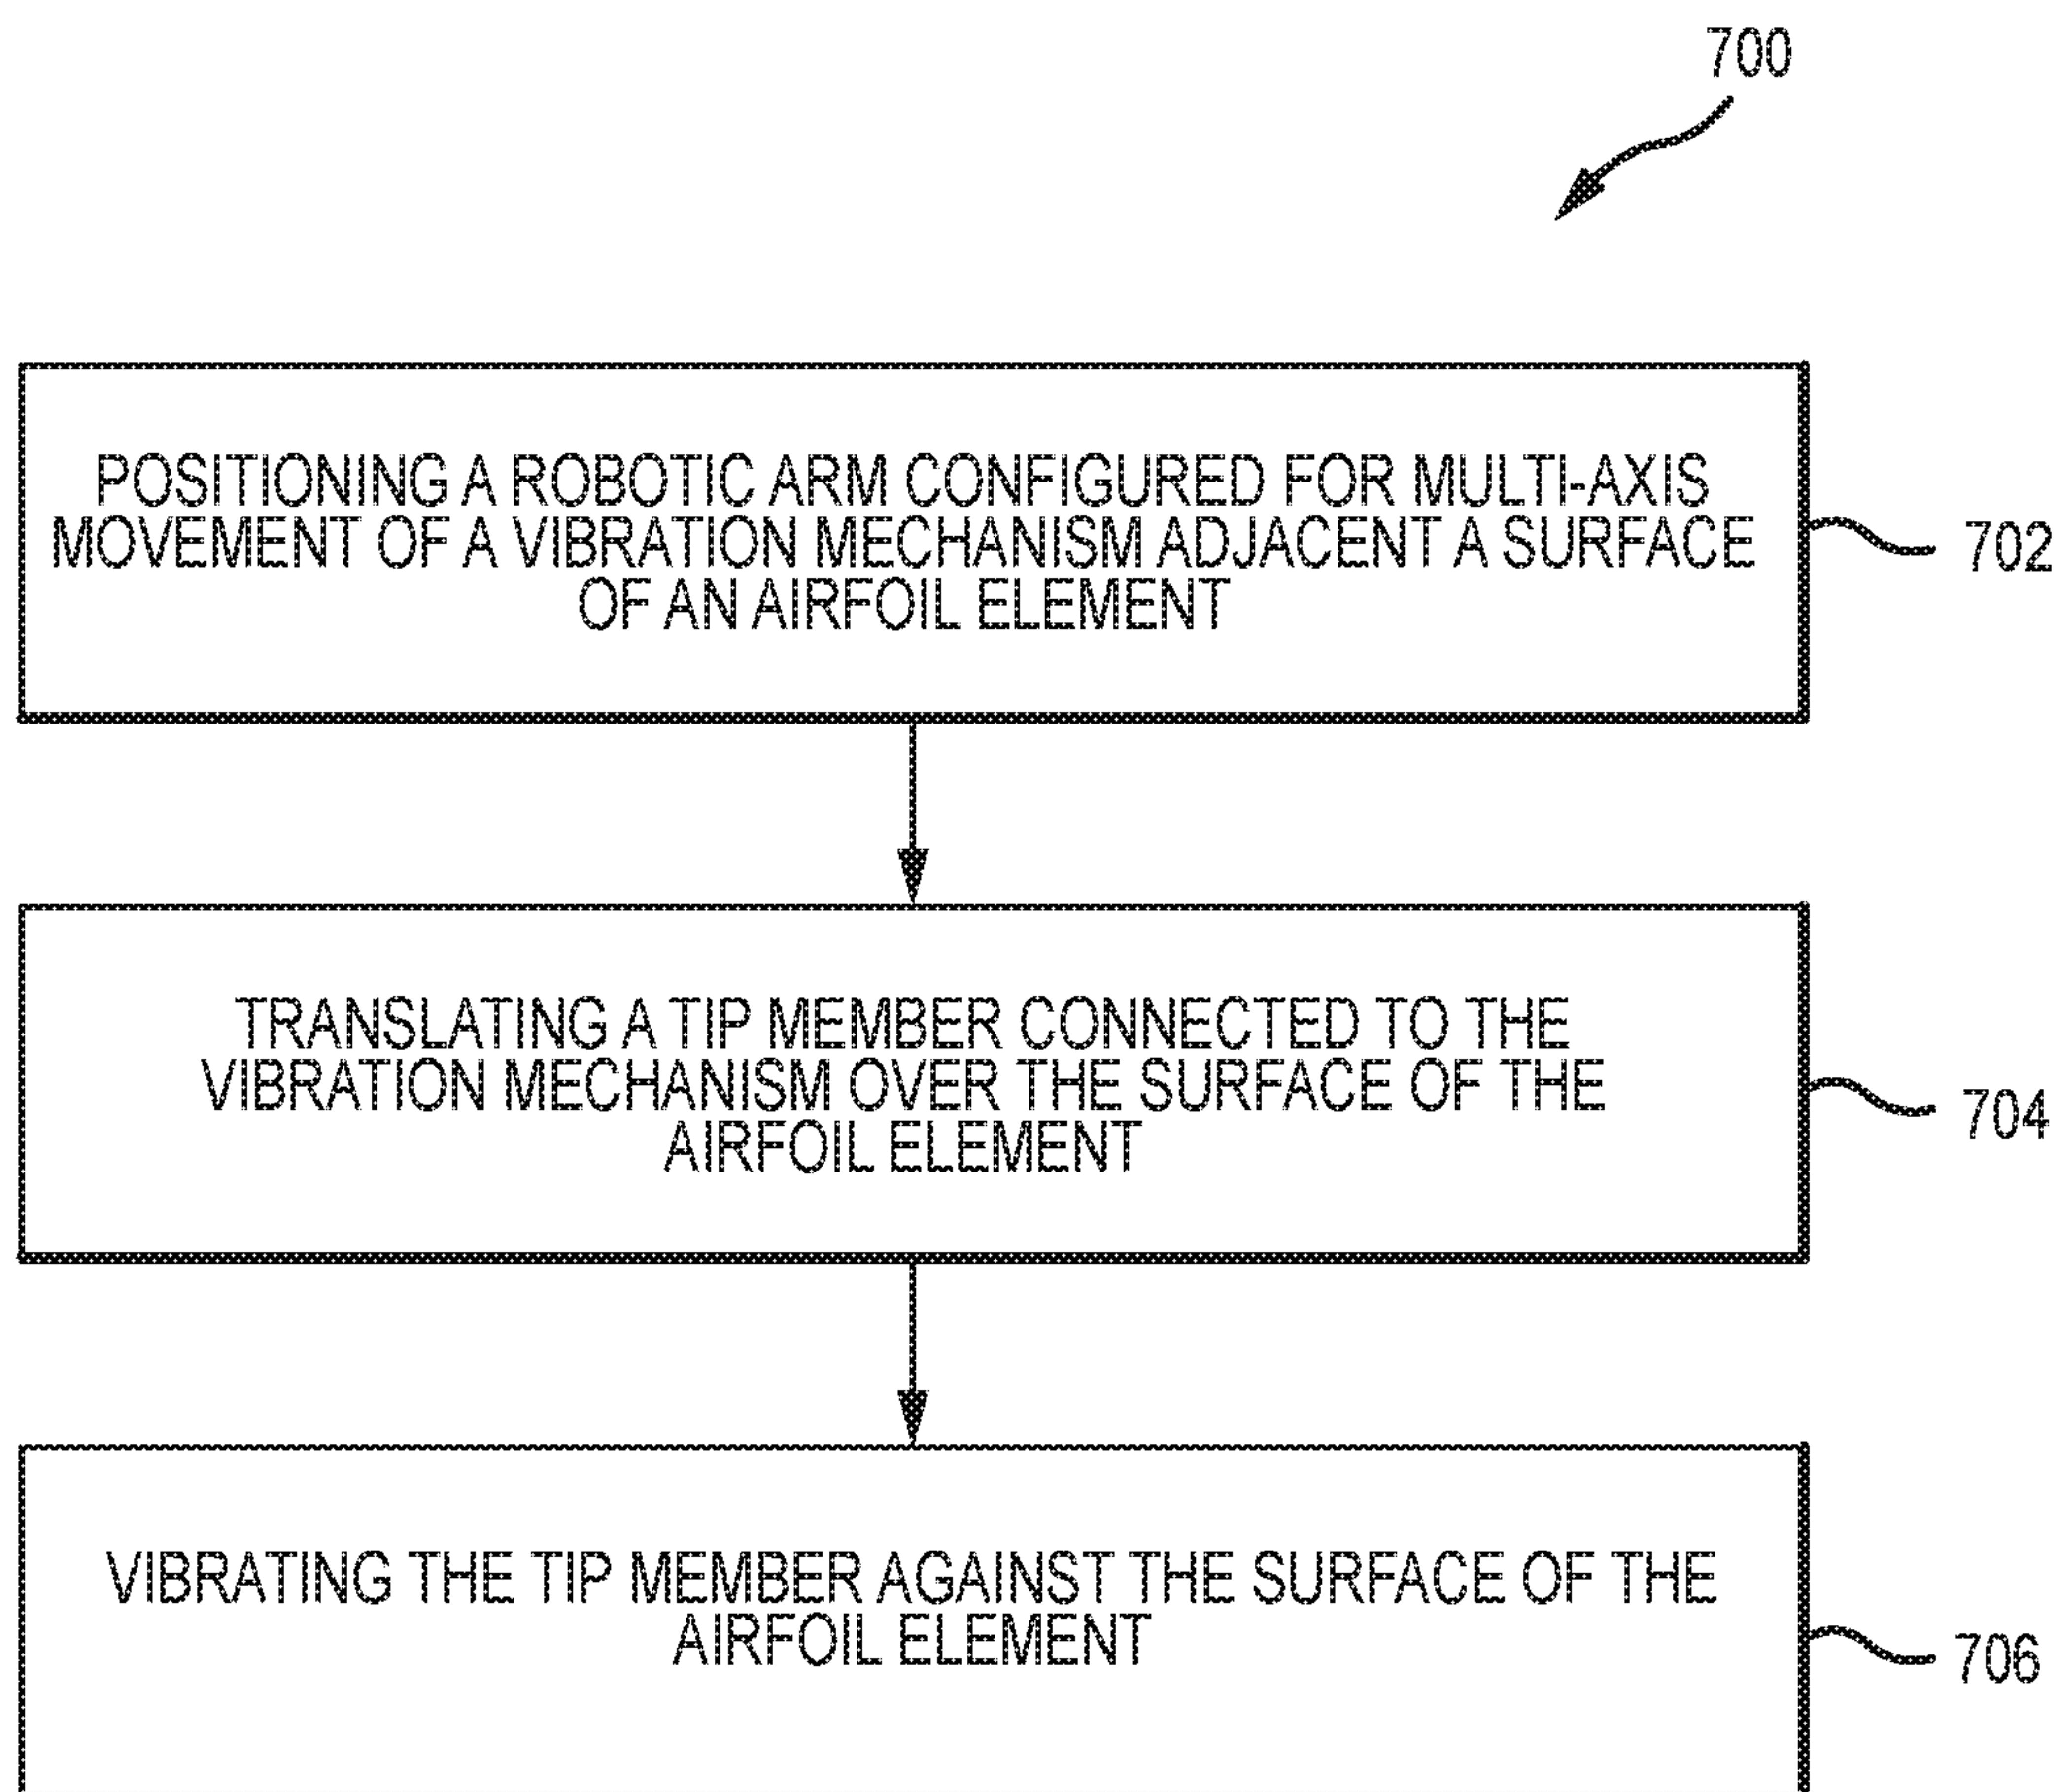 700
POSITIONING A ROBOTIC ARM CONFIGURED FOR MULTI-AXIS
MOVEMENT OF A VIBRATION MECHANISM ADJACENT A SURFACE
OF AN AIRFOIL ELEMENT
702
TRANSLATING A TIP MEMBER CONNECTED TO THE
VIBRATION MECHANISM OVER THE SURFACE OF THE
AIRFOIL ELEMENT
704
VIBRATING THE TIP MEMBER AGAINST THE SURFACE OF THE
AIRFOIL ELEMENT
706